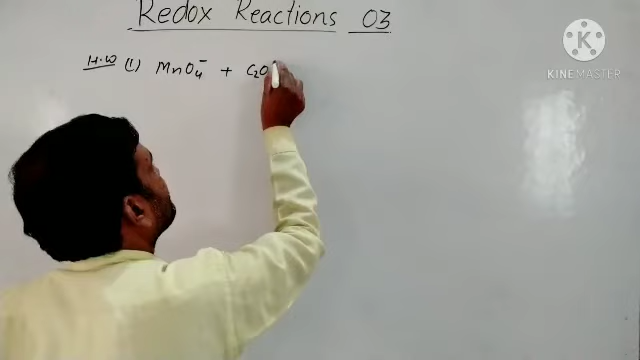 Redox Reactions 03
H.W (1) MnO₄⁻ + C₂O
KINEMASTER